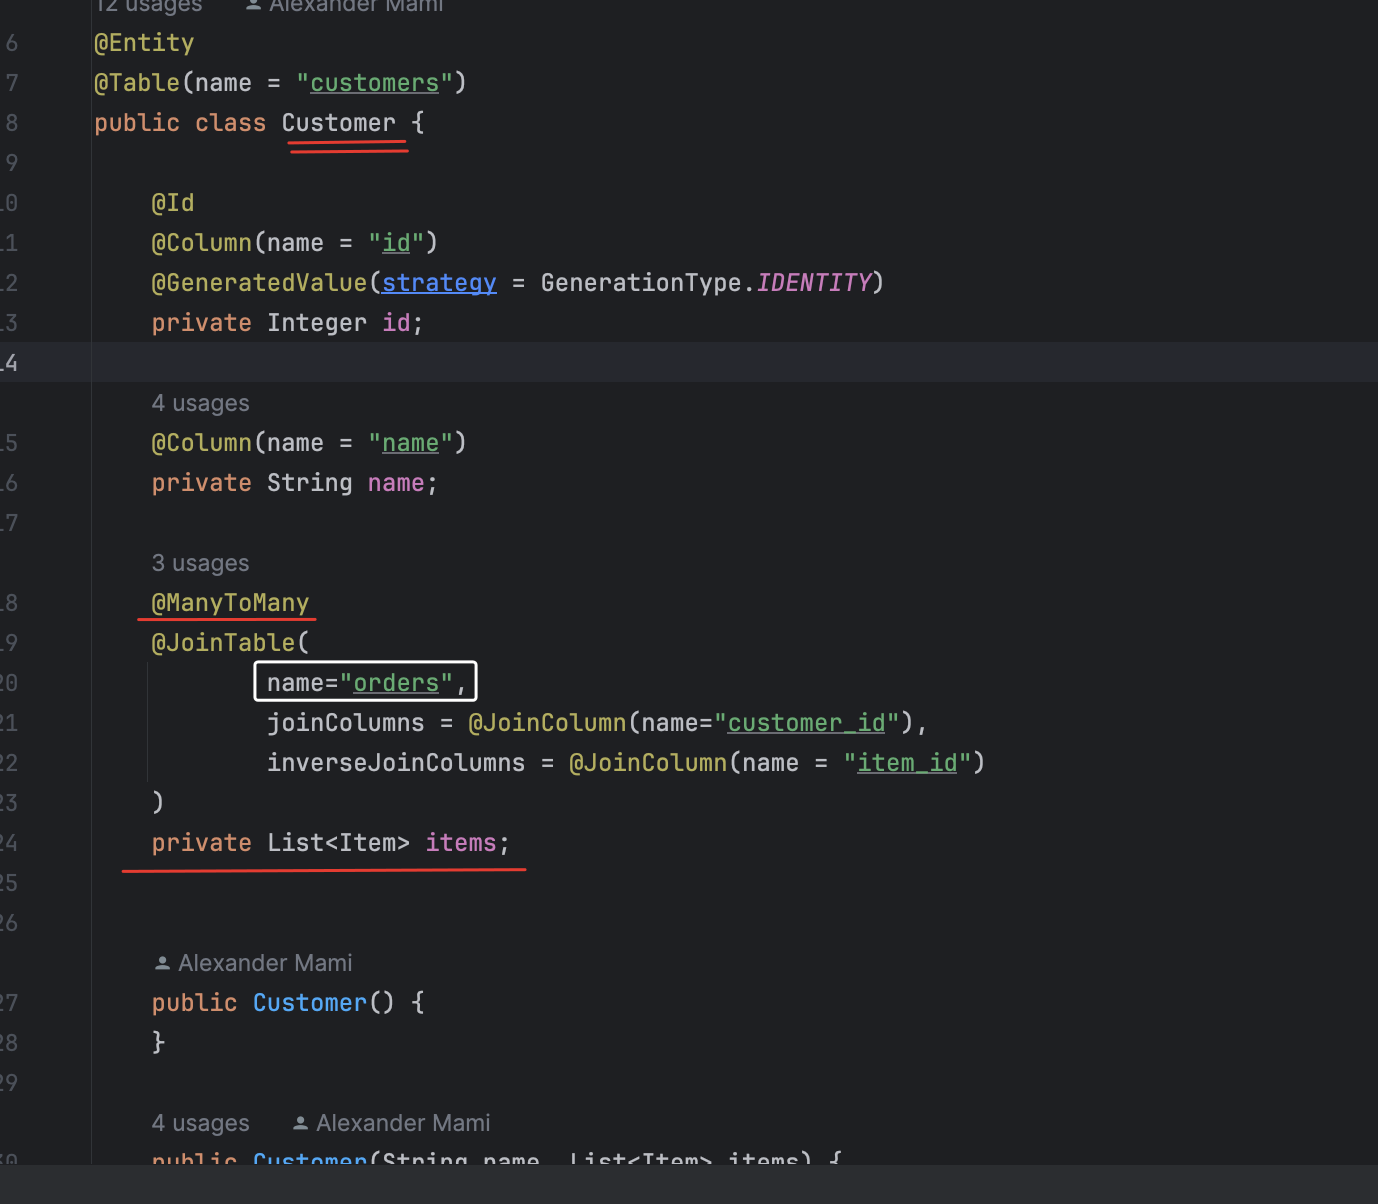 12 usages Alexander Mami
6 @Entity
7 @Table(name = "customers")
8 public class Customer {
9
10 @Id
11 @Column(name = "id")
12 @GeneratedValue(strategy = GenerationType.IDENTITY)
13 private Integer id;
14
4 usages
15 @Column(name = "name")
16 private String name;
17
3 usages
18 @ManyToMany
19 @JoinTable(
20 name="orders",
21 joinColumns = @JoinColumn(name="customer_id"),
22 inverseJoinColumns = @JoinColumn(name = "item_id")
23 )
24 private List<Item> items;
25
26
Alexander Mami
27 public Customer() {
28 }
29
4 usages Alexander Mami
30 public Customer(String name, List<Item> items) {